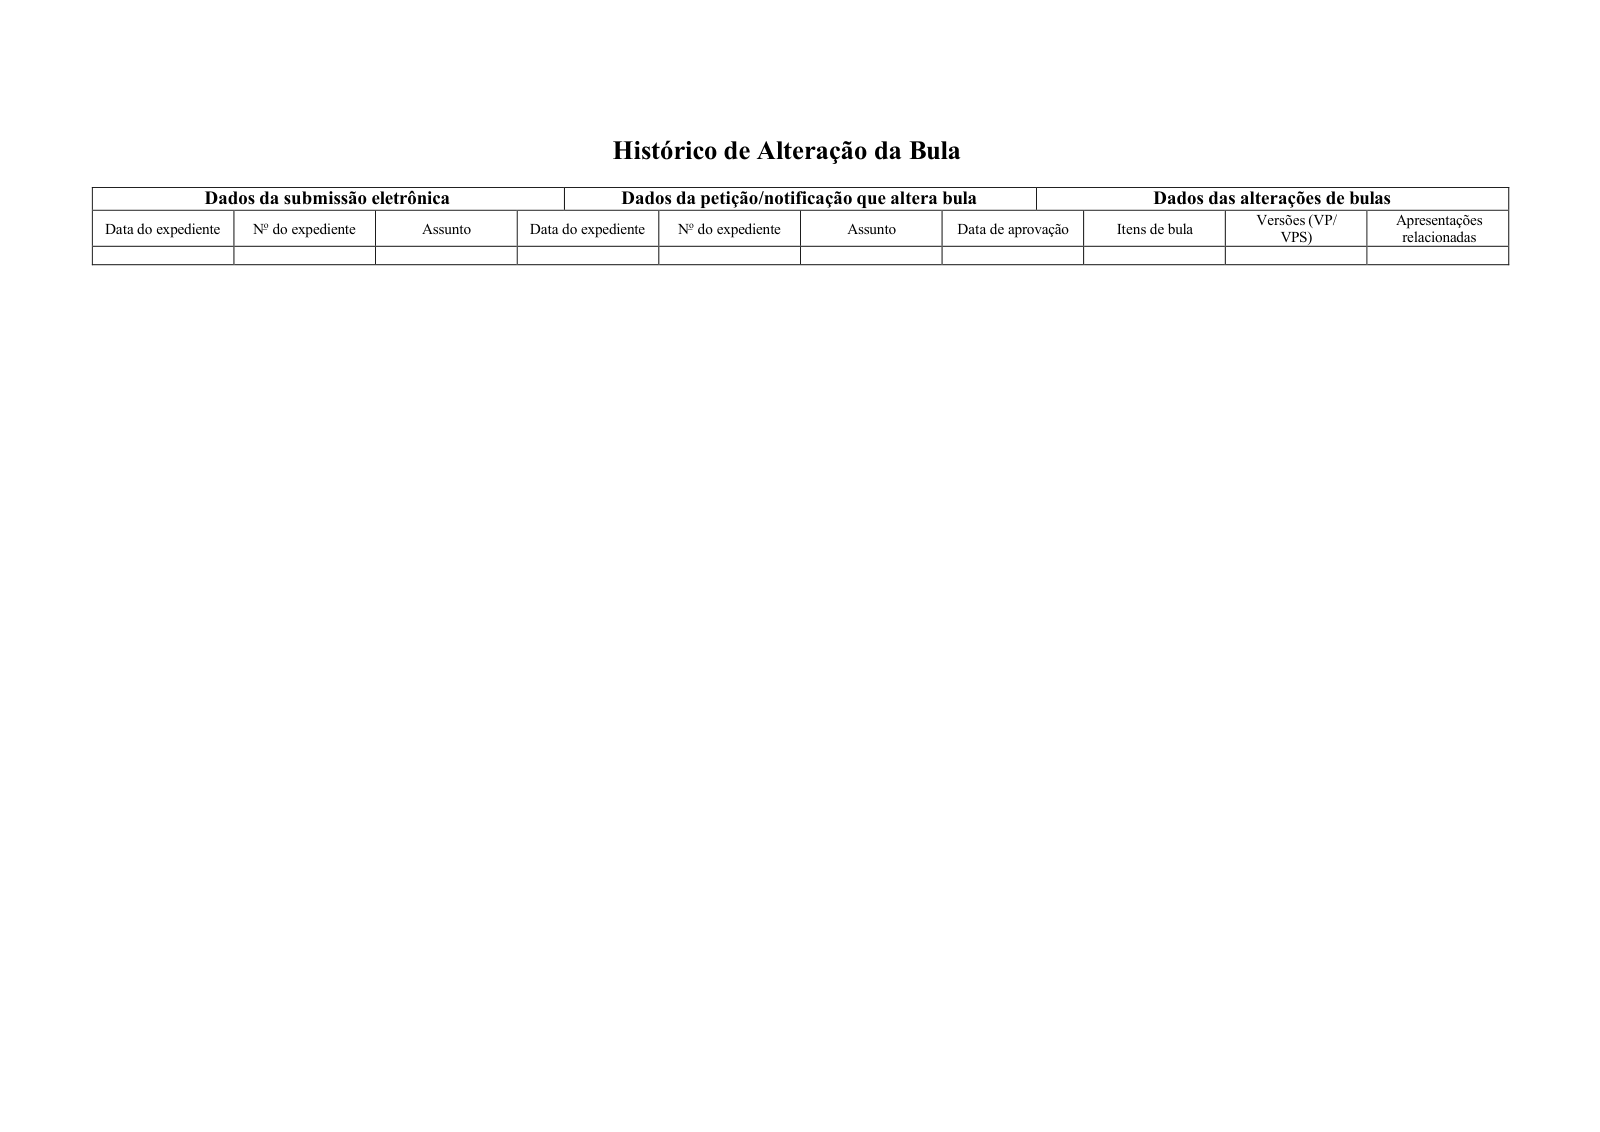 Histórico de Alteração da Bula
Dados da submissão eletrônica Dados da petição/notificação que altera bula Dados das alterações de bulas
Data do expediente Nº do expediente Assunto Data do expediente Nº do expediente Assunto Data de aprovação Itens de bula Versões (VP/ VPS) Apresentações relacionadas